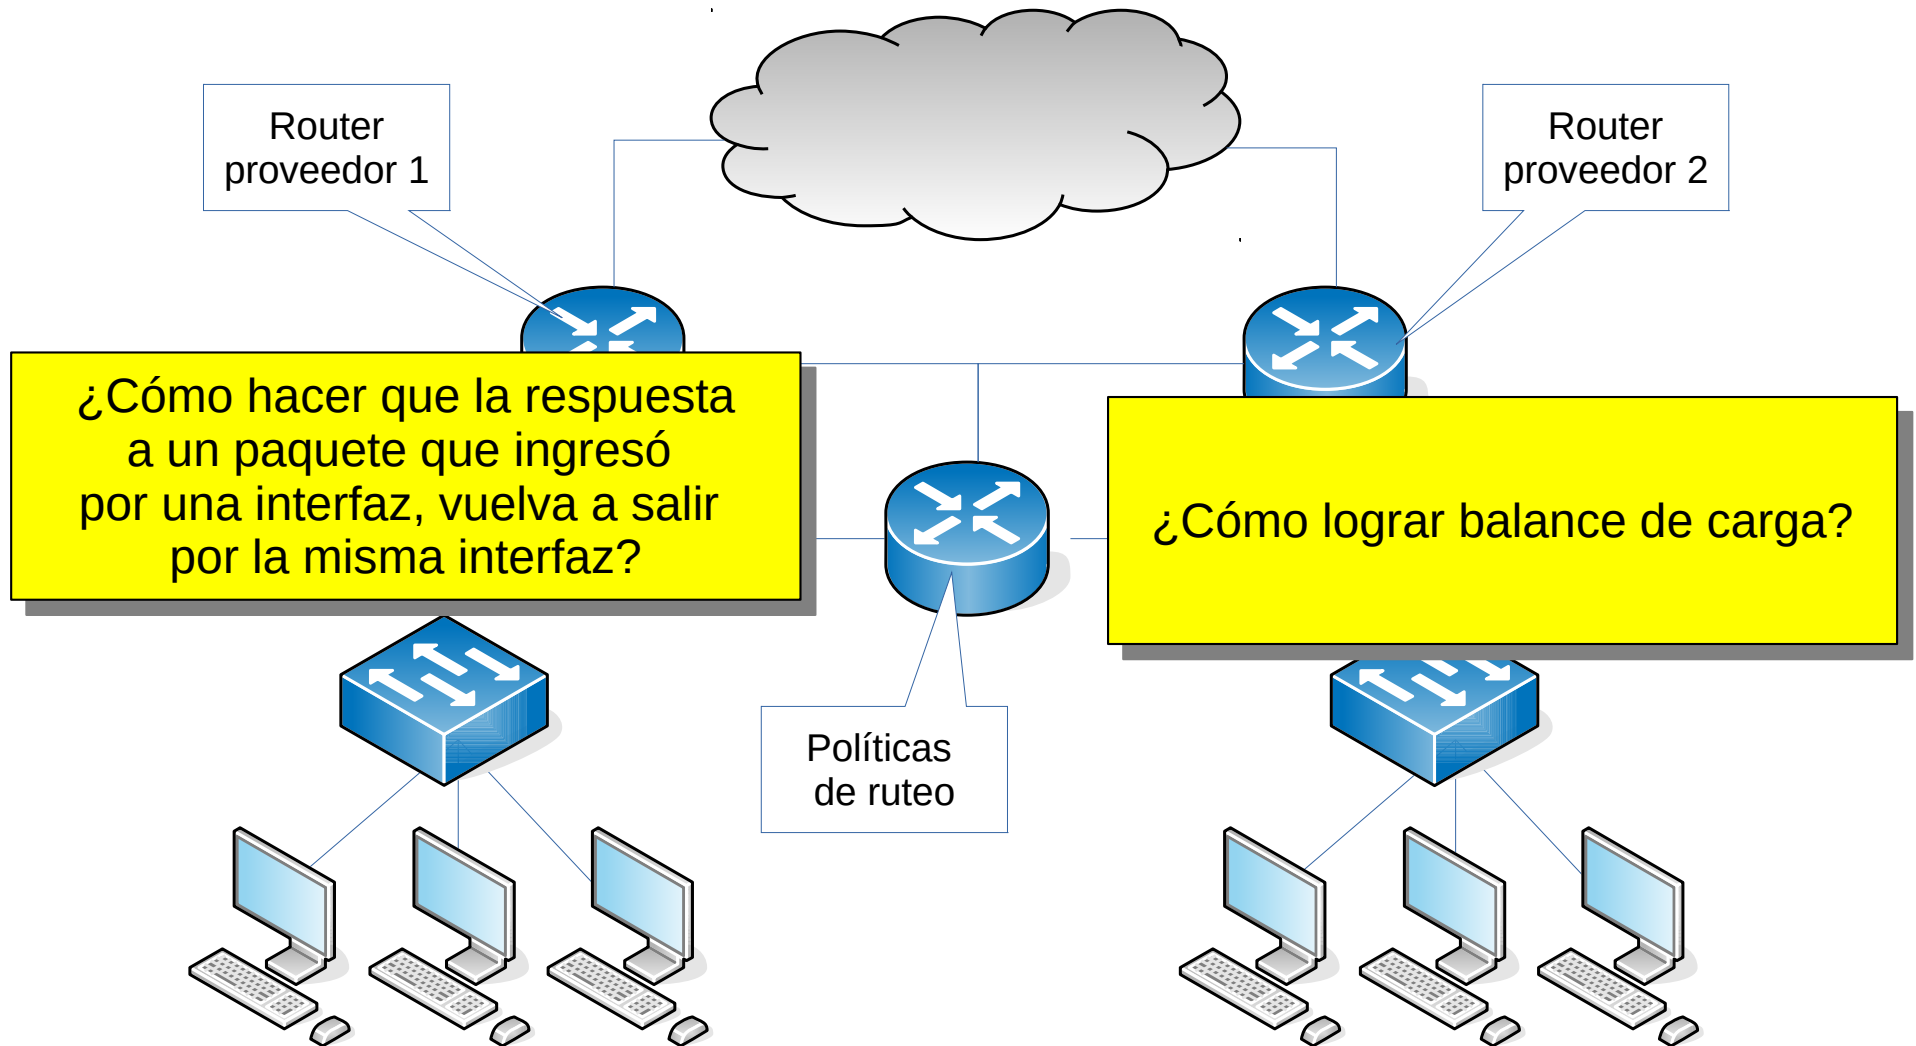 Router
proveedor 1
Router
proveedor 2
¿Cómo hacer que la respuesta
a un paquete que ingresó
por una interfaz, vuelva a salir
por la misma interfaz?
¿Cómo lograr balance de carga?
Políticas
de ruteo